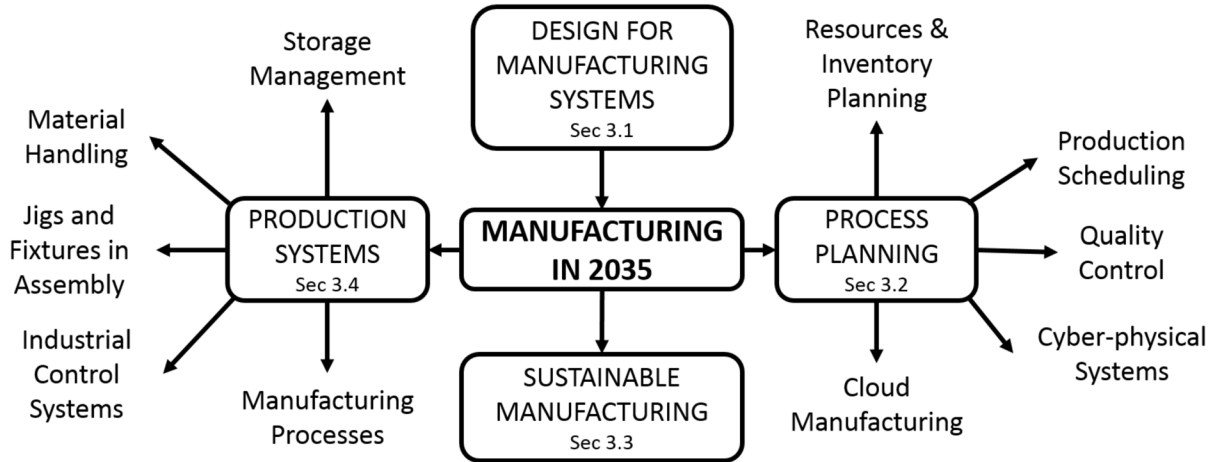 DESIGN FOR
MANUFACTURING
SYSTEMS
Sec 3.1
Storage
Management
Material
Handling
Jigs and
Fixtures in
Assembly
Industrial
Control
Systems
Manufacturing
Processes
PRODUCTION
SYSTEMS
Sec 3.4
MANUFACTURING
IN 2035
SUSTAINABLE
MANUFACTURING
Sec 3.3
PROCESS
PLANNING
Sec 3.2
Resources &
Inventory
Planning
Production
Scheduling
Quality
Control
Cyber-physical
Systems
Cloud
Manufacturing